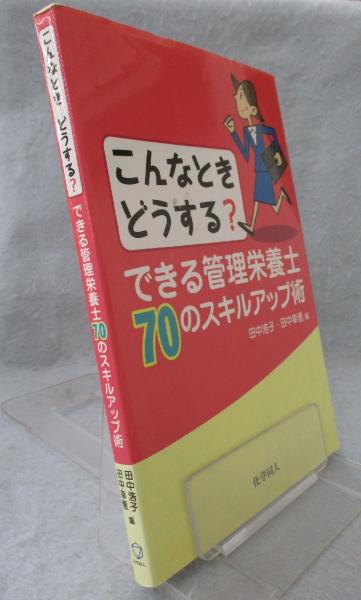 こんなとき どうする?
できる管理栄養士70のスキルアップ術
田中浩子
田中幸恵 編
こんなとき
どうする?
できる管理栄養士
70のスキルアップ術
田中浩子・田中幸恵 編
化学同人